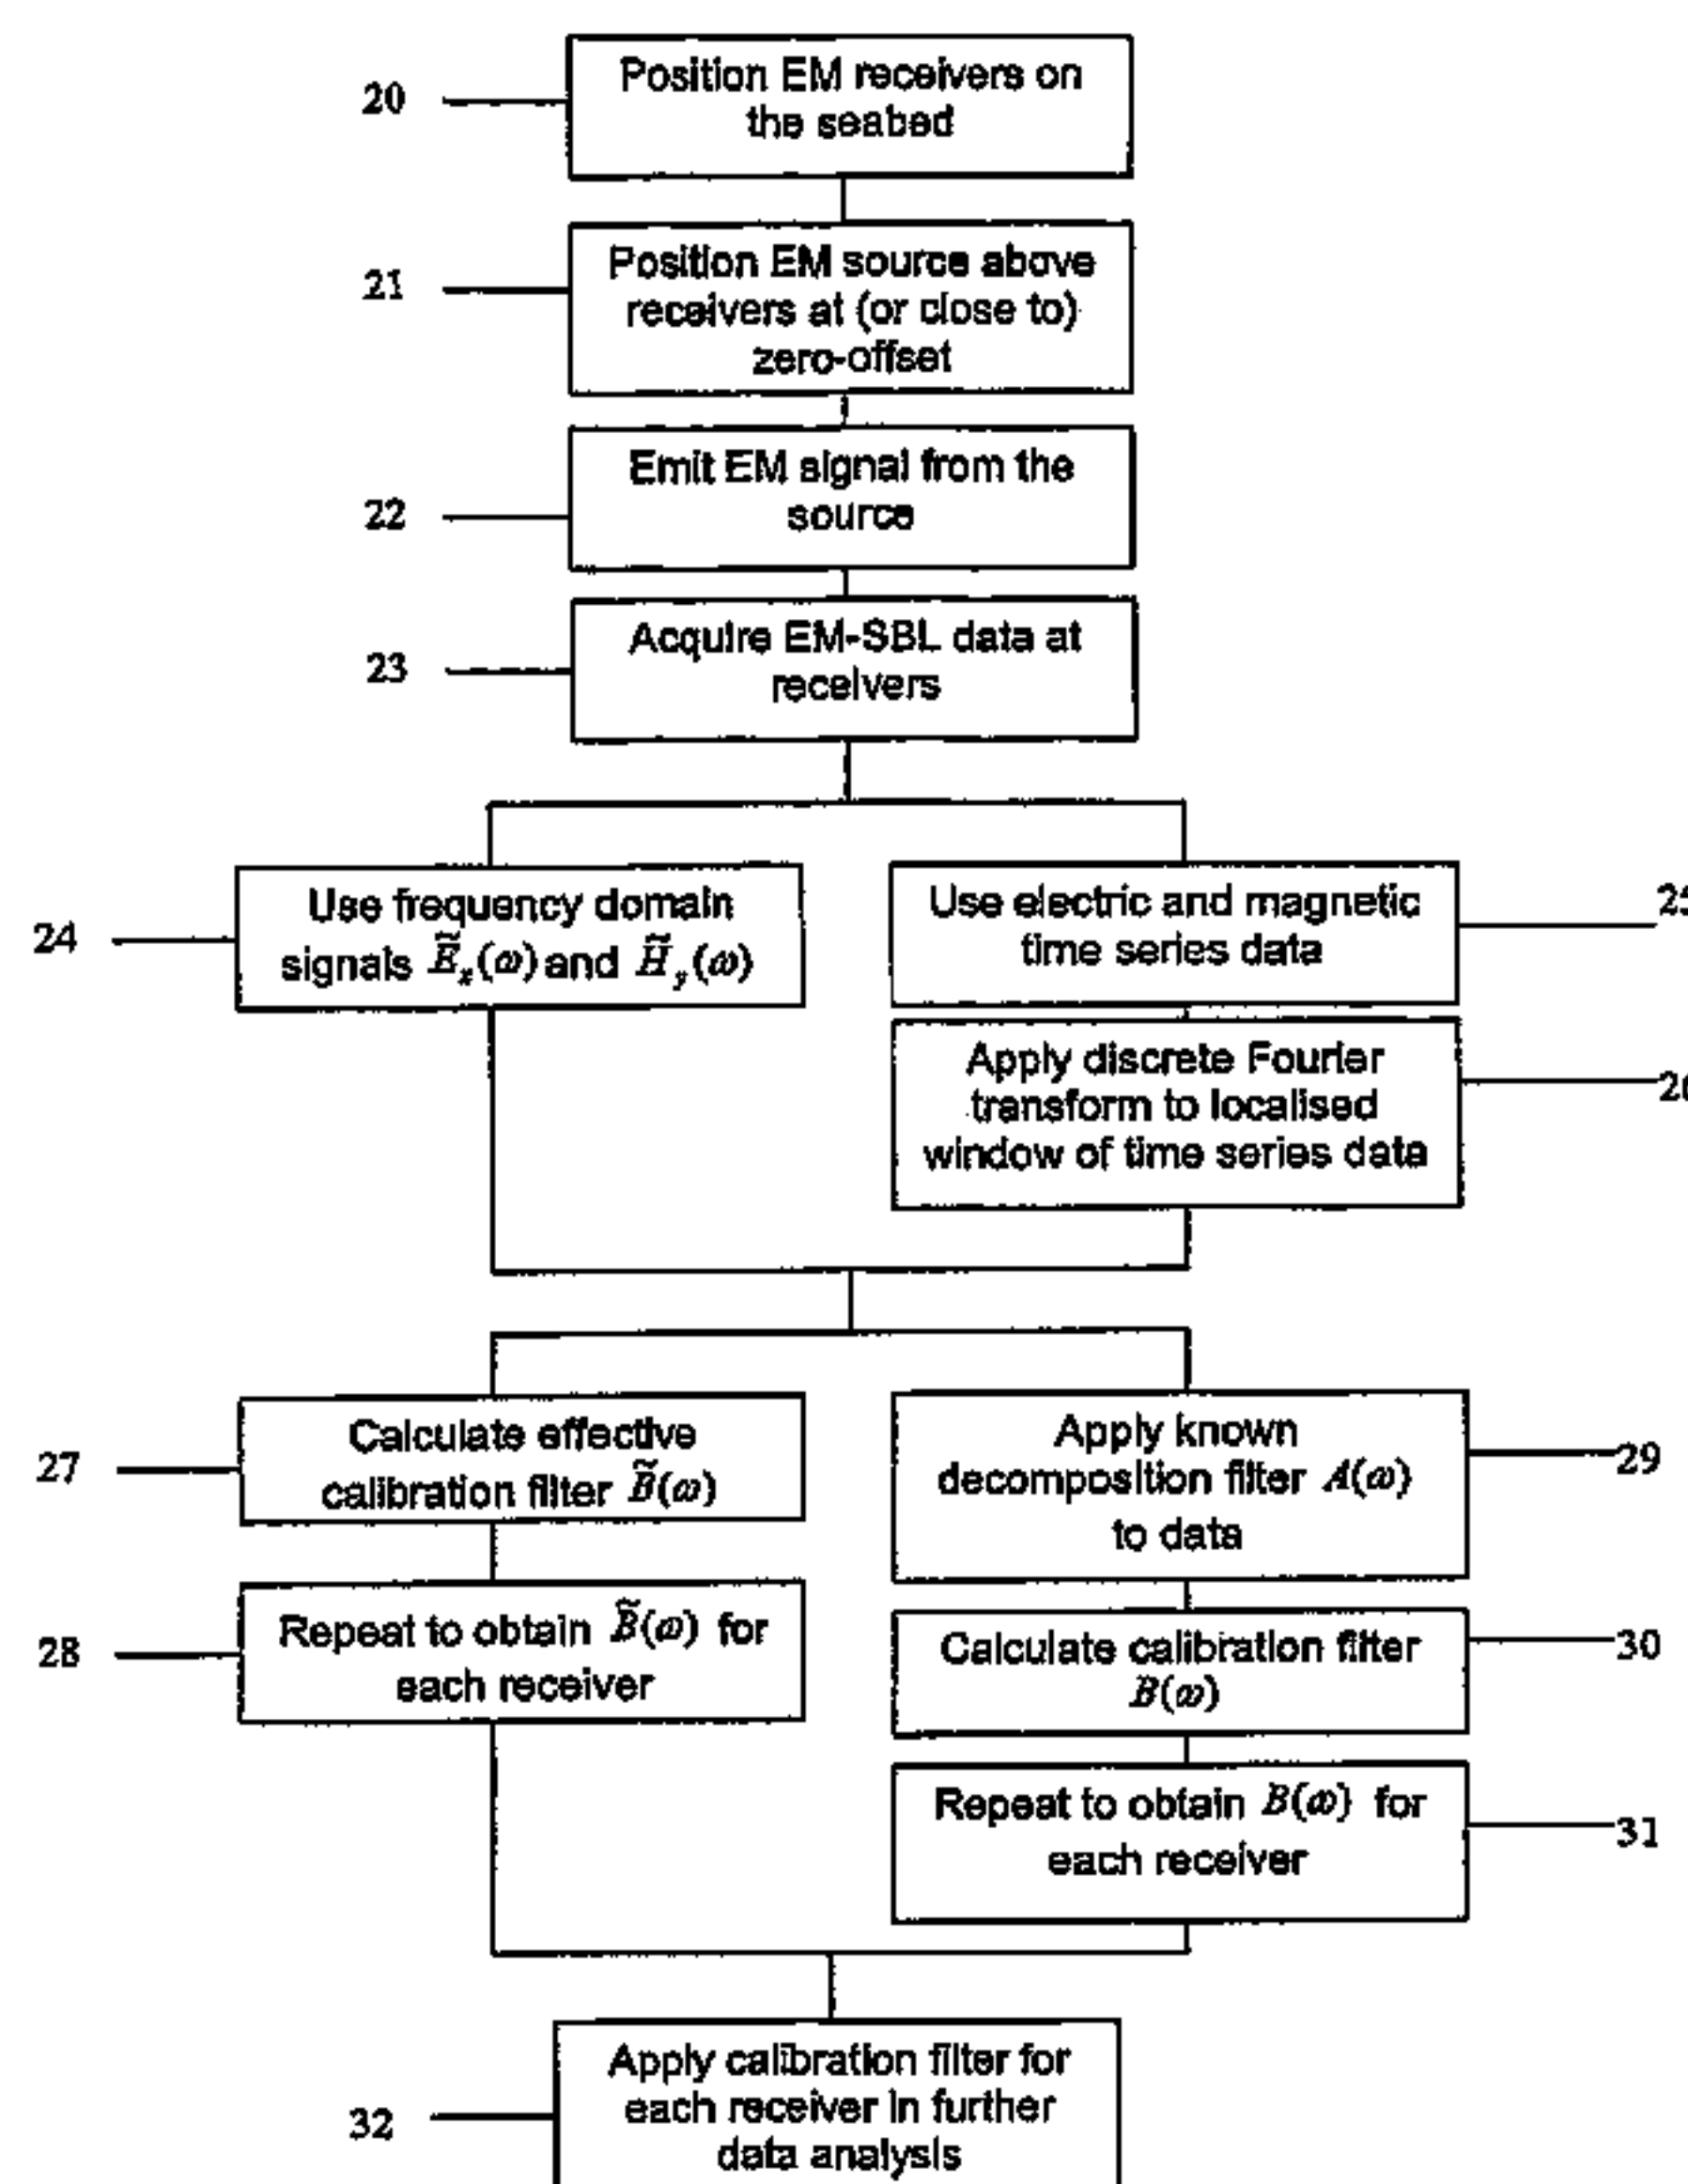 20
Position EM receivers on
the seabed
21
Position EM source above
receivers at (or close to)
zero-offset
22
Emit EM signal from the
source
23
Acquire EM-SBL data at
receivers
24
Use frequency domain
signals Ẽₓ(ω) and H̃ᵧ(ω)
Use electric and magnetic
time series data
25
Apply discrete Fourier
transform to localised
window of time series data
26
27
Calculate effective
calibration filter B̃(ω)
28
Repeat to obtain B̃(ω) for
each receiver
Apply known
decomposition filter A(ω)
to data
29
Calculate calibration filter
B(ω)
30
Repeat to obtain B(ω) for
each receiver
31
32
Apply calibration filter for
each receiver in further
data analysis